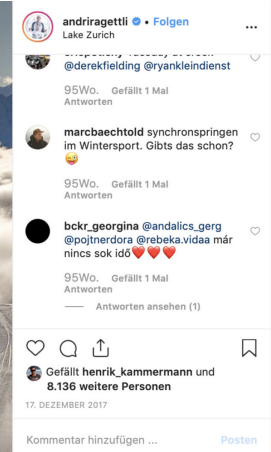 andriragettli • Folgen
Lake Zurich
@derekfielding @ryankleindienst
95Wo. Gefällt 1 Mal
Antworten
marcbaechtold synchronspringen
im Wintersport. Gibts das schon?
😜
95Wo. Gefällt 1 Mal
Antworten
bckr_georgina @andalics_gerg
@pojtnerdora @rebeka.vidaa már
nincs sok idő❤️❤️❤️
95Wo. Gefällt 1 Mal
Antworten
Antworten ansehen (1)
Gefällt henrik_kammermann und
8.136 weitere Personen
17. DEZEMBER 2017
Kommentar hinzufügen ... Posten